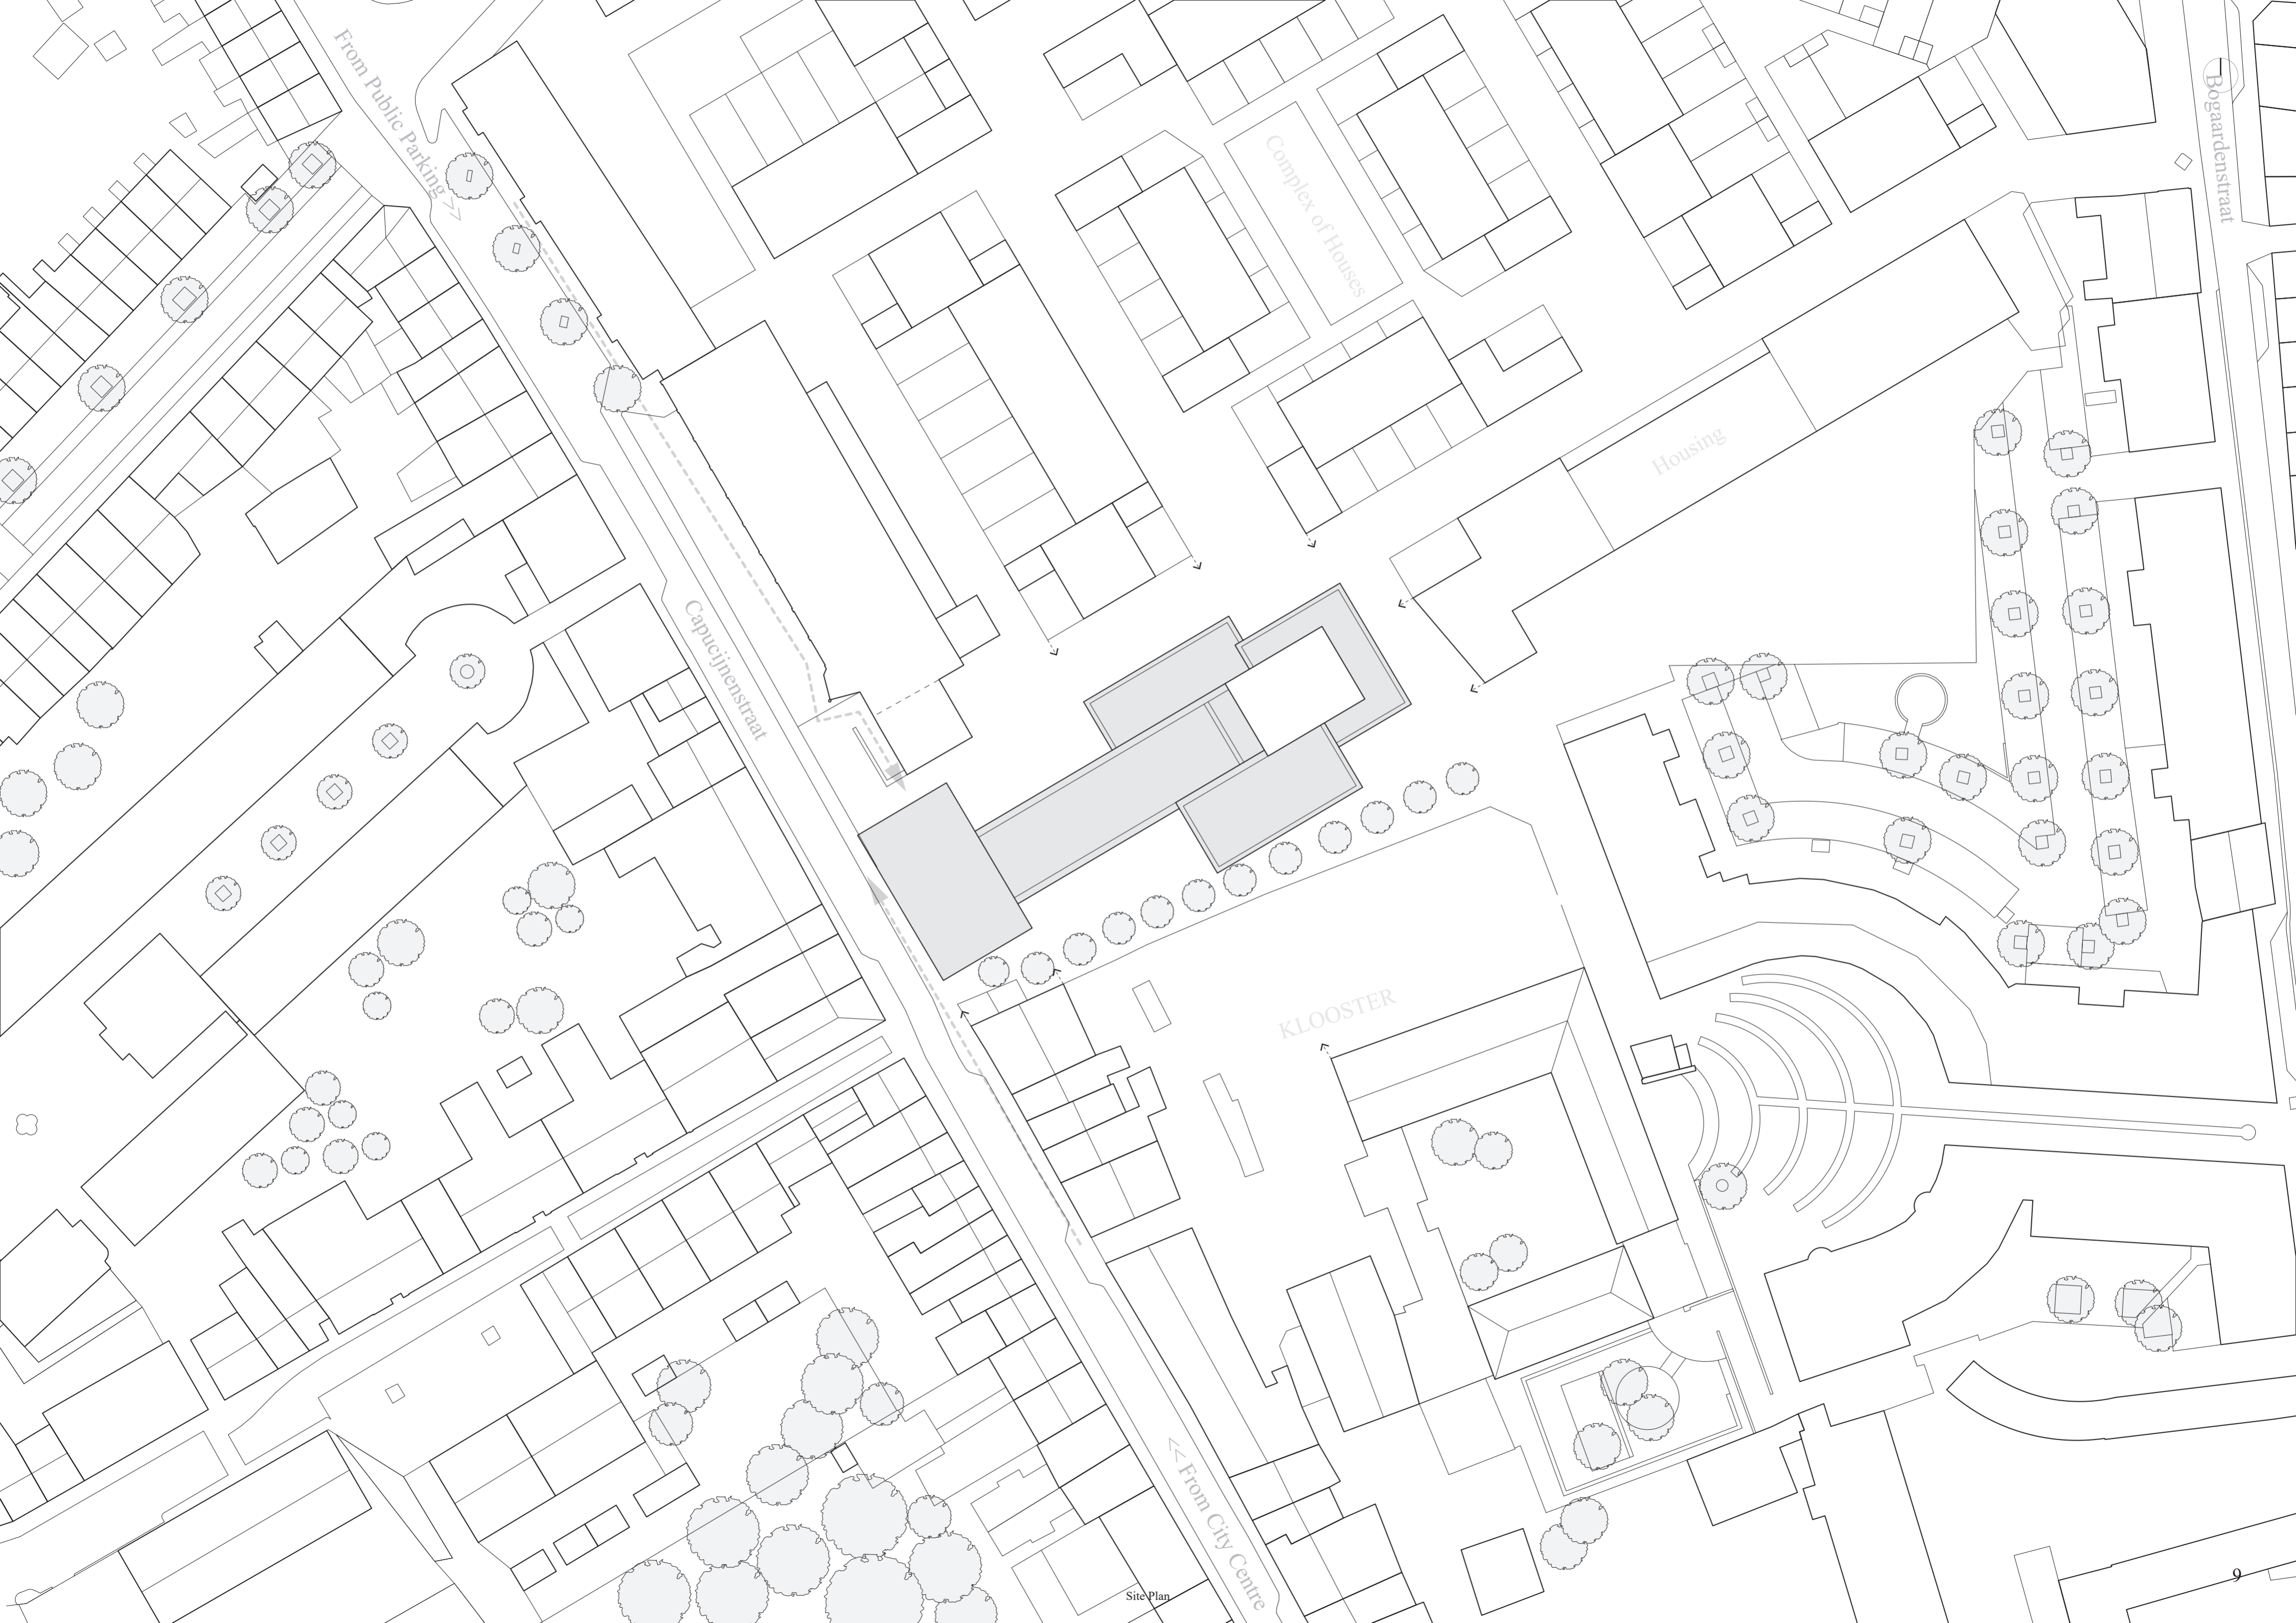 From Public Parking >>
Bogaardenstraat
Complex of Houses
Housing
Capucijnenstraat
KLOOSTER
<< From City Centre
Site Plan
9